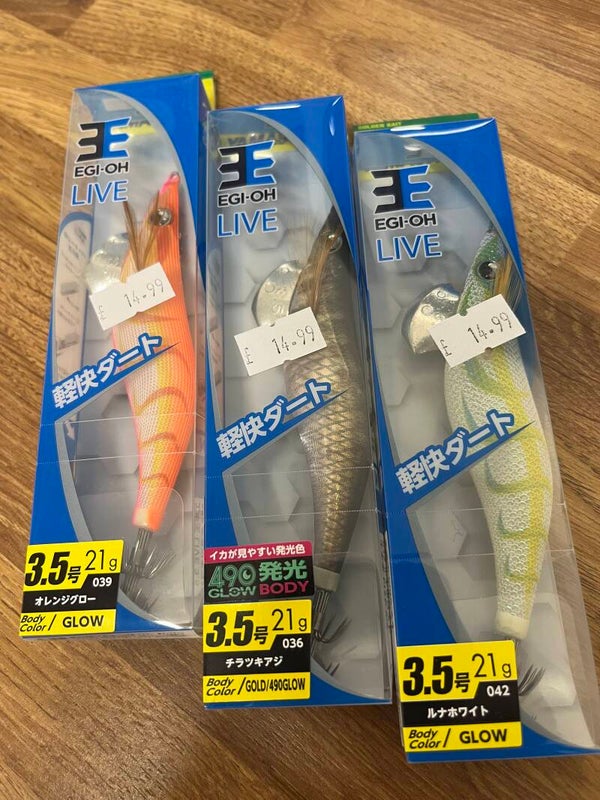 EGI-OH
LIVE
£ 14.99
軽快ダート
3.5号 21g
039
オレンジグロー
Body Color / GLOW
EGI-OH
LIVE
£ 14.99
軽快ダート
イカが見やすい発光色
490 発光
GLOW BODY
3.5号 21g
036
チラツキアジ
Body Color / GOLD/490GLOW
EGI-OH
LIVE
£ 14.99
軽快ダート
3.5号 21g
042
ルナホワイト
Body Color / GLOW